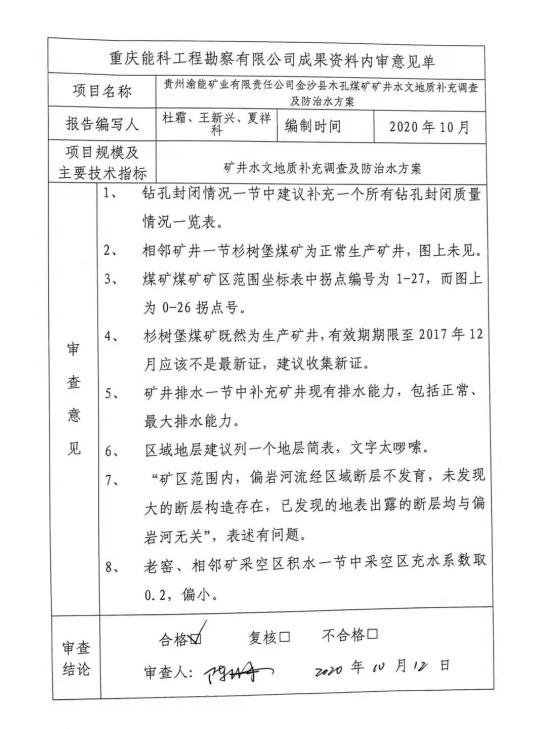 重庆能科工程勘察有限公司成果资料内审意见单
项目名称
贵州渝能矿业有限责任公司金沙县木孔煤矿矿井水文地质补充调查
及防治水方案
报告编写人
杜霜、王新兴、夏祥
科
编制时间
2020年10月
项目规模及
主要技术指标
矿井水文地质补充调查及防治水方案
审
查
意
见
1、 钻孔封闭情况一节中建议补充一个所有钻孔封闭质量
情况一览表。
2、 相邻矿井一节杉树堡煤矿为正常生产矿井，图上未见。
3、 煤矿煤矿矿区范围坐标表中拐点编号为1-27，而图上
为0-26拐点号。
4、 杉树堡煤矿既然为生产矿井，有效期期限至2017年12
月应该不是最新证，建议收集新证。
5、 矿井排水一节中补充矿井现有排水能力，包括正常、
最大排水能力。
6、 区域地层建议列一个地层简表，文字太啰嗦。
7、 “矿区范围内，偏岩河流经区域断层不发育，未发现
大的断层构造存在，已发现的地表出露的断层均与偏
岩河无关”，表述有问题。
8、 老窑、相邻矿采空区积水一节中采空区充水系数取
0.2，偏小。
审查
结论
合格☑ 复核□ 不合格□
审查人： 2020 年 10 月 12 日